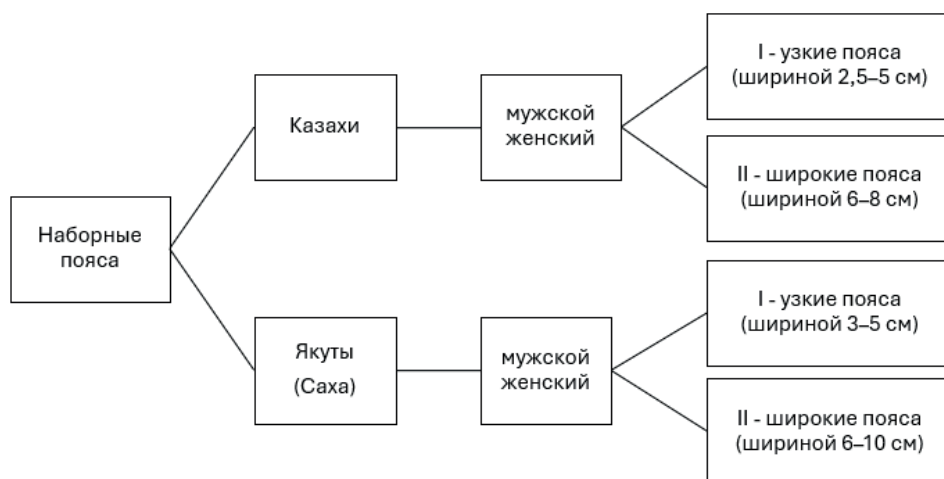 Наборные
пояса
Казахи
мужской
женский
I - узкие пояса
(шириной 2,5–5 см)
II - широкие пояса
(шириной 6–8 см)
Якуты
(Саха)
мужской
женский
I - узкие пояса
(шириной 3–5 см)
II - широкие пояса
(шириной 6–10 см)